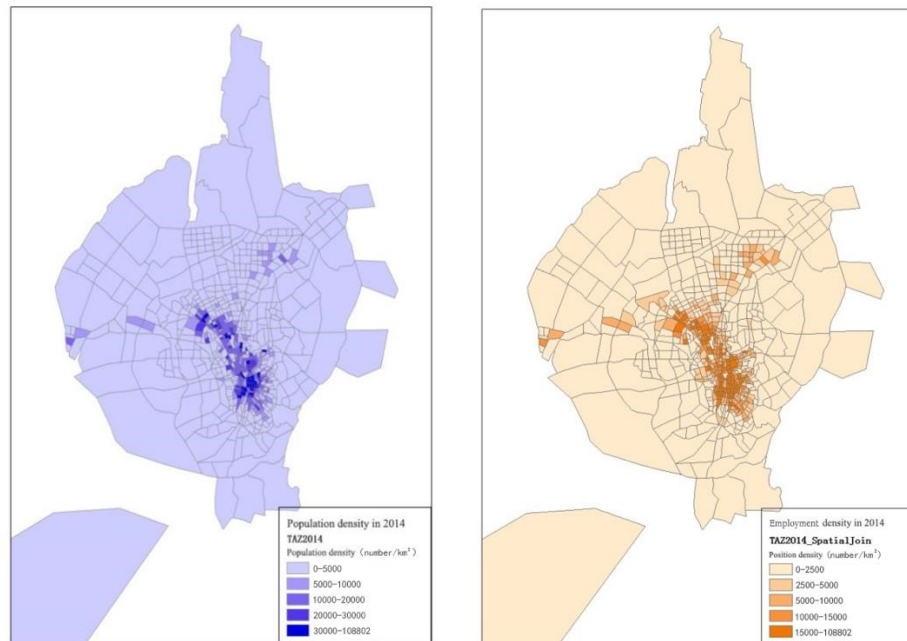 Population density in 2014
TAZ2014
Population density (number/km²)
0-5000
5000-10000
10000-20000
20000-30000
30000-108802
Employment density in 2014
TAZ2014_SpatialJoin
Position density (number/km²)
0-2500
2500-5000
5000-10000
10000-15000
15000-108802